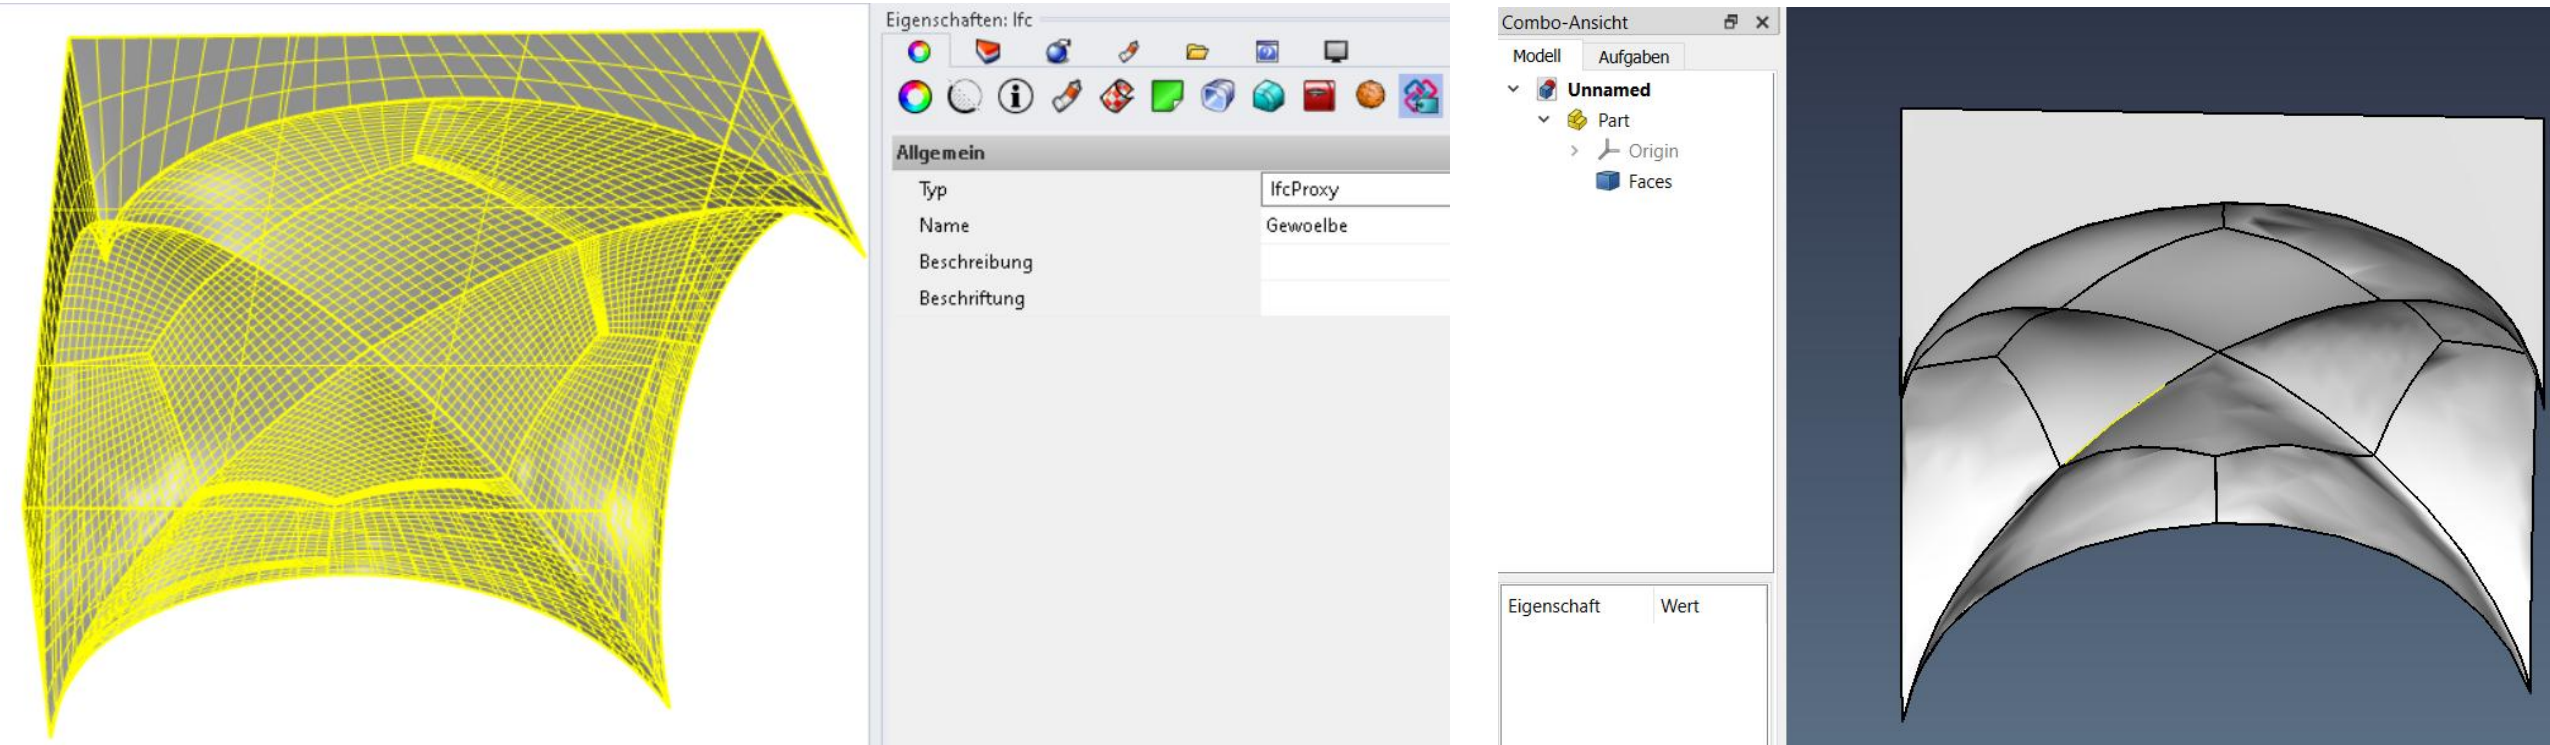 Eigenschaften: Ifc
Allgemein
Typ IfcProxy
Name Gewoelbe
Beschreibung
Beschriftung
Combo-Ansicht
Modell Aufgaben
Unnamed
Part
Origin
Faces
Eigenschaft Wert